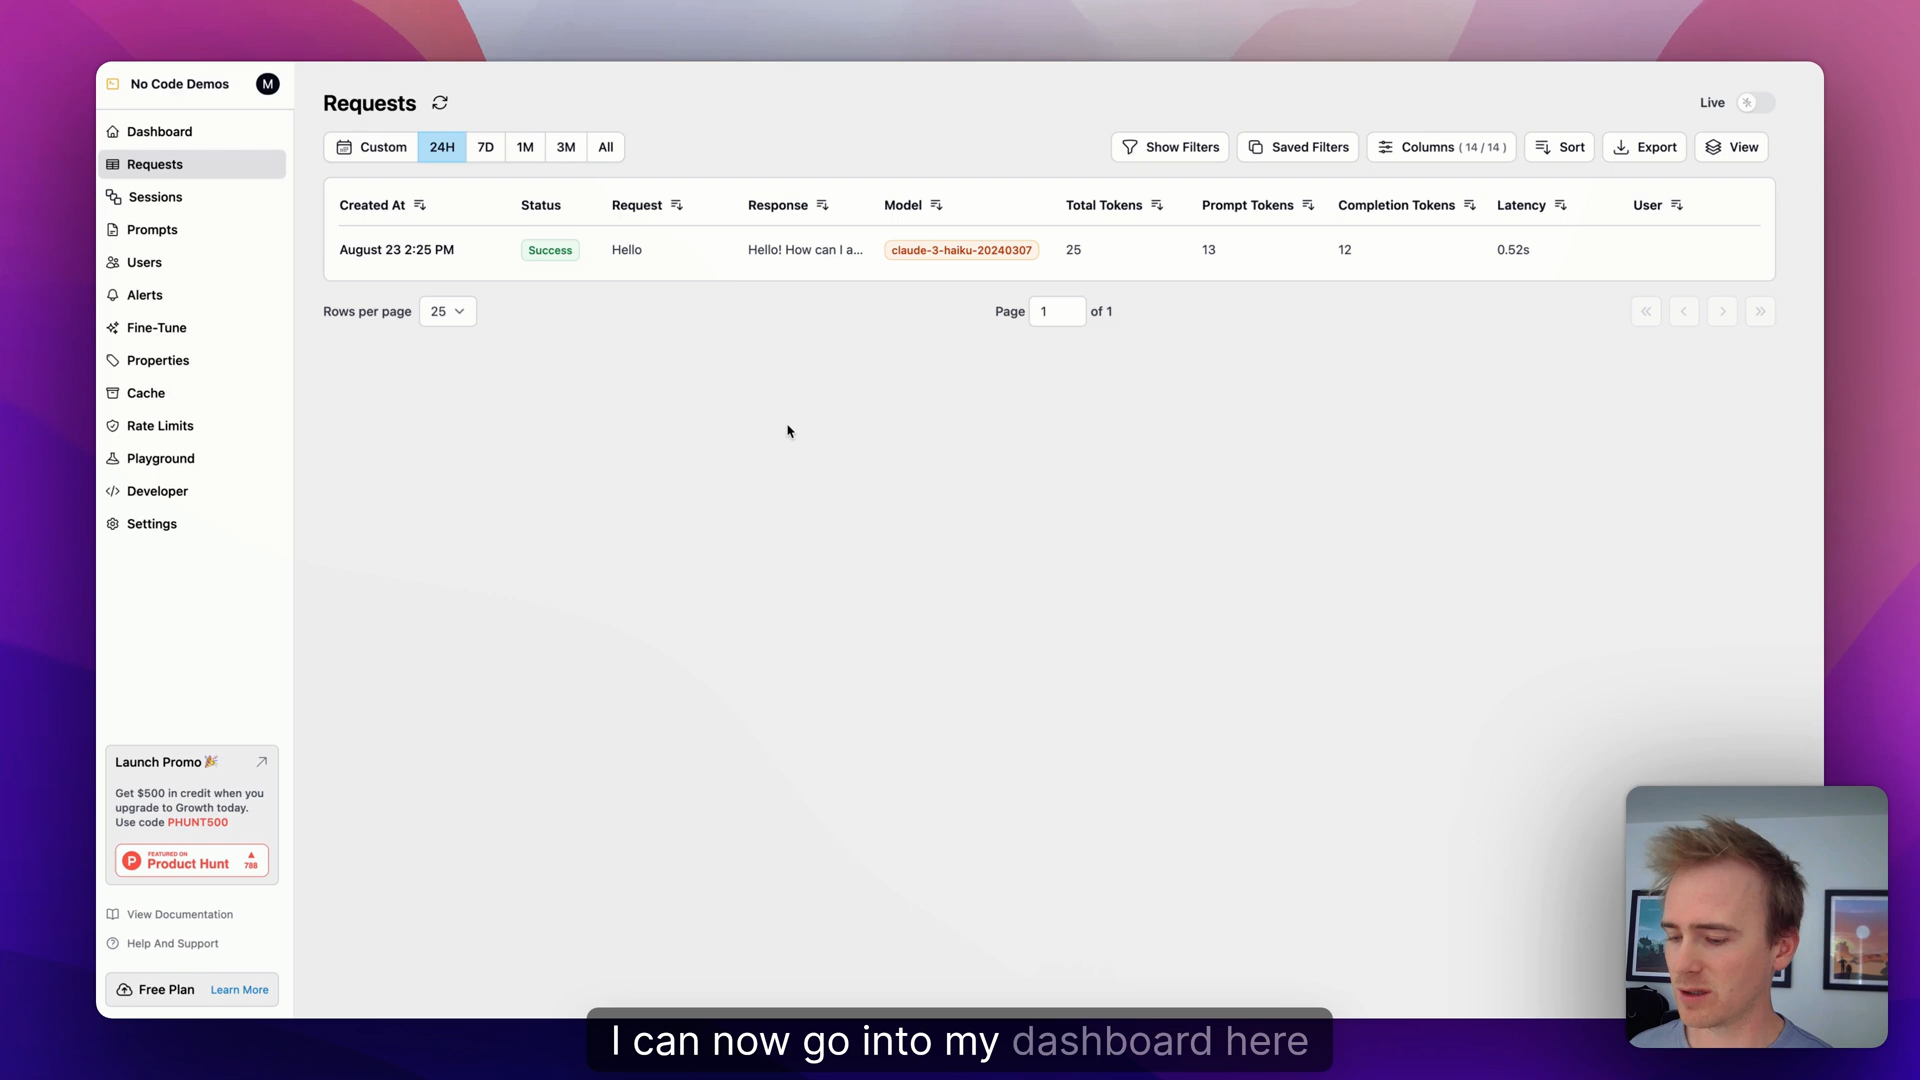 No Code Demos M
Dashboard
Requests
Sessions
Prompts
Users
Alerts
Fine-Tune
Properties
Cache
Rate Limits
Playground
Developer
Settings
Launch Promo 🎉
Get $500 in credit when you
upgrade to Growth today.
Use code PHUNT500
P FEATURED ON
Product Hunt 788
View Documentation
Help And Support
Free Plan Learn More
Requests Live
Custom 24H 7D 1M 3M All Show Filters Saved Filters Columns ( 14 / 14 ) Sort Export View
Created At Status Request Response Model Total Tokens Prompt Tokens Completion Tokens Latency User
August 23 2:25 PM Success Hello Hello! How can I a... claude-3-haiku-20240307 25 13 12 0.52s
Rows per page 25 Page 1 of 1
I can now go into my dashboard here